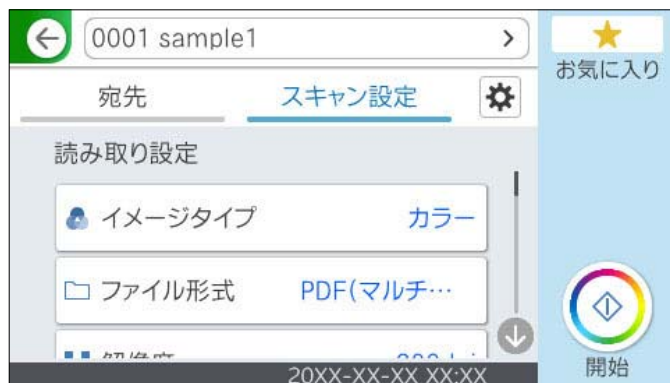 0001 sample1
お気に入り
宛先
スキャン設定
読み取り設定
イメージタイプ
カラー
ファイル形式
PDF(マルチ…
20XX-XX-XX XX:XX
開始